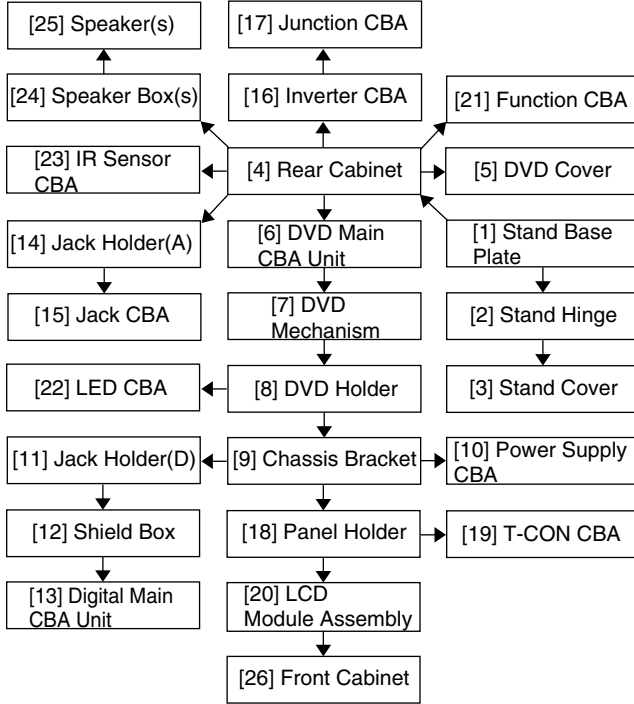 [25] Speaker(s)
[17] Junction CBA
[24] Speaker Box(s)
[16] Inverter CBA
[21] Function CBA
[23] IR Sensor
CBA
[4] Rear Cabinet
[5] DVD Cover
[14] Jack Holder(A)
[6] DVD Main
CBA Unit
[1] Stand Base
Plate
[15] Jack CBA
[7] DVD
Mechanism
[2] Stand Hinge
[22] LED CBA
[8] DVD Holder
[3] Stand Cover
[11] Jack Holder(D)
[9] Chassis Bracket
[10] Power Supply
CBA
[12] Shield Box
[18] Panel Holder
[19] T-CON CBA
[13] Digital Main
CBA Unit
[20] LCD
Module Assembly
[26] Front Cabinet